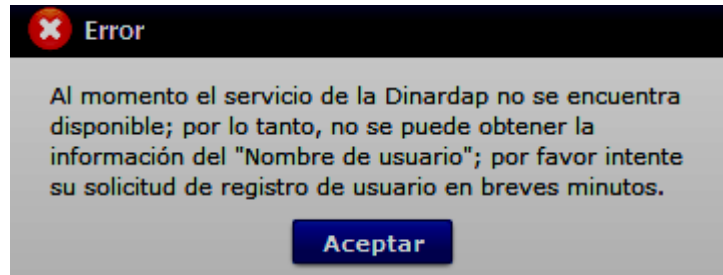 Error
Al momento el servicio de la Dinardap no se encuentra
disponible; por lo tanto, no se puede obtener la
información del "Nombre de usuario"; por favor intente
su solicitud de registro de usuario en breves minutos.
Aceptar